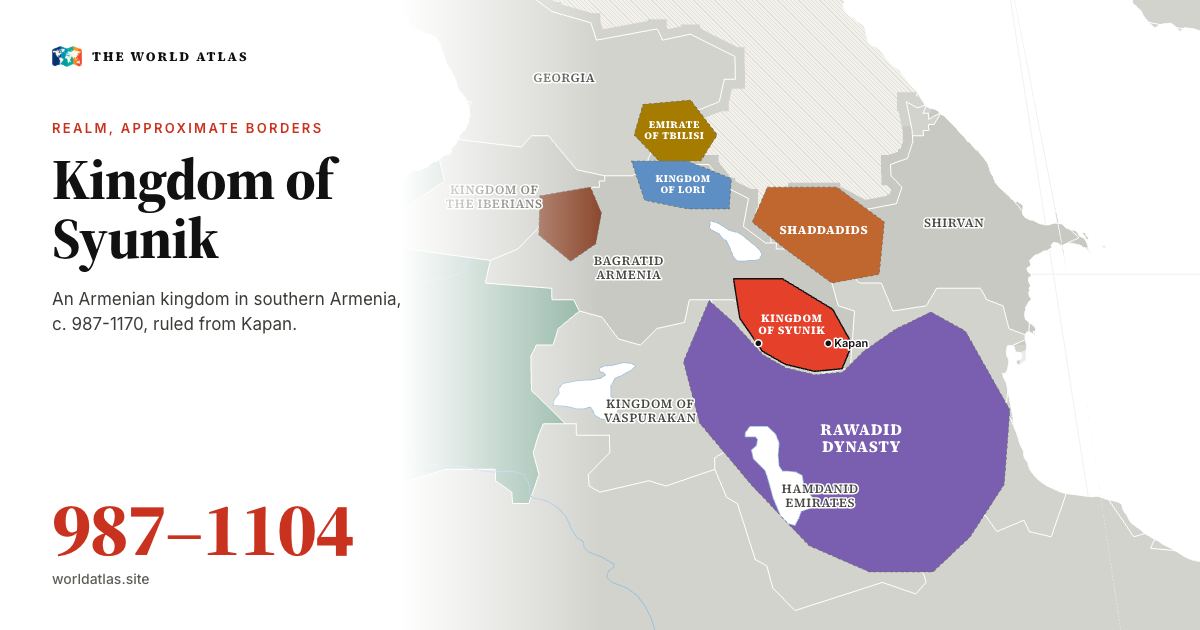 THE WORLD ATLAS
REALM, APPROXIMATE BORDERS
Kingdom of
Syunik
An Armenian kingdom in southern Armenia,
c. 987-1170, ruled from Kapan.
987–1104
worldatlas.site
GEORGIA
EMIRATE
OF TBILISI
KINGDOM
OF LORI
KINGDOM OF
THE IBERIANS
SHADDADIDS
SHIRVAN
BAGRATID
ARMENIA
KINGDOM
OF SYUNIK
Kapan
KINGDOM OF
VASPURAKAN
RAWADID
DYNASTY
HAMDANID
EMIRATES